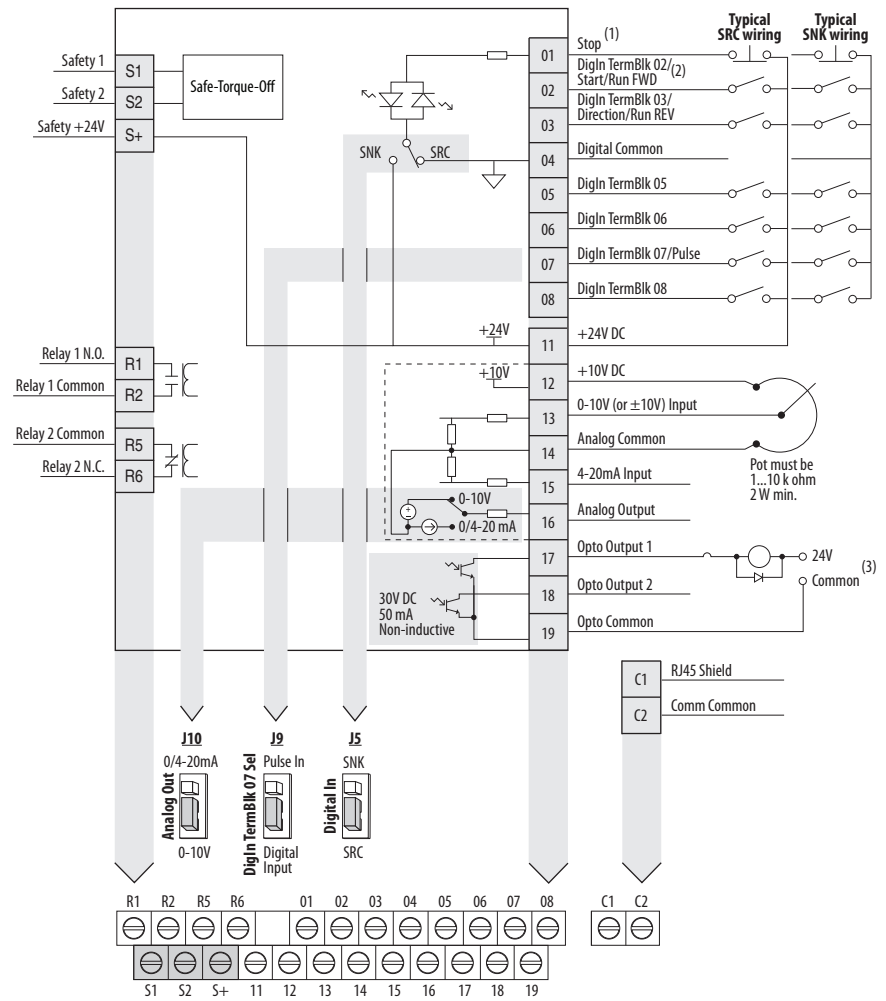 Typical
SRC wiring
Typical
SNK wiring
Safety 1
S1
Safety 2
S2
Safety +24V
S+
Safe-Torque-Off
SNK
SRC
01
Stop (1)
02
DigIn TermBlk 02/
Start/Run FWD (2)
03
DigIn TermBlk 03/
Direction/Run REV
04
Digital Common
05
DigIn TermBlk 05
06
DigIn TermBlk 06
07
DigIn TermBlk 07/Pulse
08
DigIn TermBlk 08
+24V
11
+24V DC
+10V
12
+10V DC
13
0-10V (or ±10V) Input
14
Analog Common
15
4-20mA Input
16
Analog Output
17
Opto Output 1
18
Opto Output 2
19
Opto Common
Pot must be
1...10 k ohm
2 W min.
24V
Common (3)
Relay 1 N.O.
R1
Relay 1 Common
R2
Relay 2 Common
R5
Relay 2 N.C.
R6
0-10V
0/4-20 mA
30V DC
50 mA
Non-inductive
C1
RJ45 Shield
C2
Comm Common
J10
0/4-20mA
Analog Out
0-10V
J9
Pulse In
DigIn TermBlk 07 Sel
Digital
Input
J5
SNK
Digital In
SRC
R1 R2 R5 R6 01 02 03 04 05 06 07 08 C1 C2
S1 S2 S+ 11 12 13 14 15 16 17 18 19